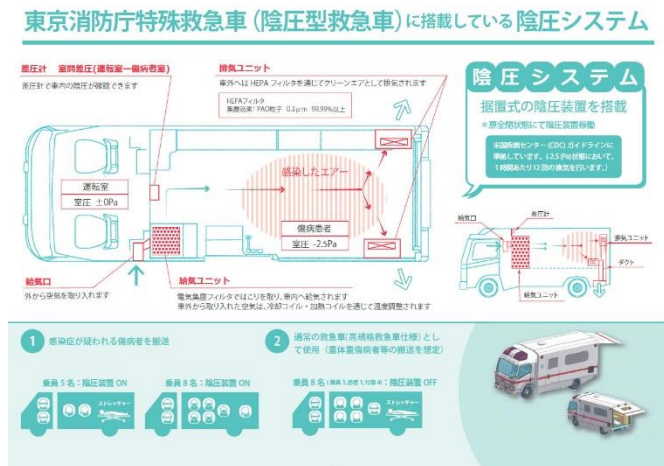 東京消防庁特殊救急車(陰圧型救急車)に搭載している陰圧システム
差圧計 室間差圧(運転室ー傷病者室)
差圧計で車内の陰圧が確認できます
排気ユニット
車外へは HEPA フィルタを通じてクリーンエアとして排気されます
HEPAフィルタ
集塵効果:PAO粒子 0.3μm 99.99%以上
運転室
室圧 ±0Pa
感染したエアー
傷病患者
室圧 -2.5Pa
給気口
外から空気を取り入れます
給気ユニット
電気集塵フィルタでほこりを取り、車内へ給気されます
車外から取り入れた空気は、冷却コイル・加熱コイルを通じて温度調整されます
陰圧システム
据置式の陰圧装置を搭載
*扉全閉状態にて陰圧装置稼働
米国疾病センター(CDC)ガイドラインに
準拠しています。(-2.5(Pa)状態において、
1時間あたり12回の換気を行います。)
給気口
差圧計
排気ユニット
ダクト
給気ユニット
1 感染症が疑われる傷病者を搬送
乗員5名:陰圧装置 ON
ストレッチャー
乗員8名:陰圧装置 ON
2 通常の救急車(高規格救急車仕様)とし
て使用(重体重傷病者等の搬送を想定)
乗員8名:陰圧装置 OFF
ストレッチャー